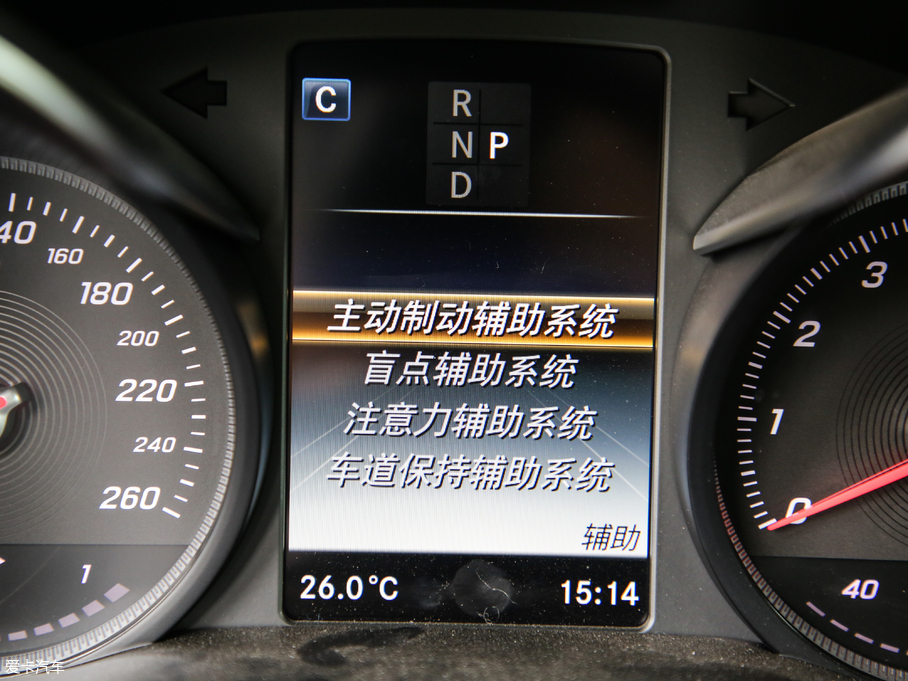 C
R
N P
D
主动制动辅助系统
盲点辅助系统
注意力辅助系统
车道保持辅助系统
辅助
26.0°C
15:14
40
160
180
200
220
240
260
1
3
2
1
0
40
爱卡汽车